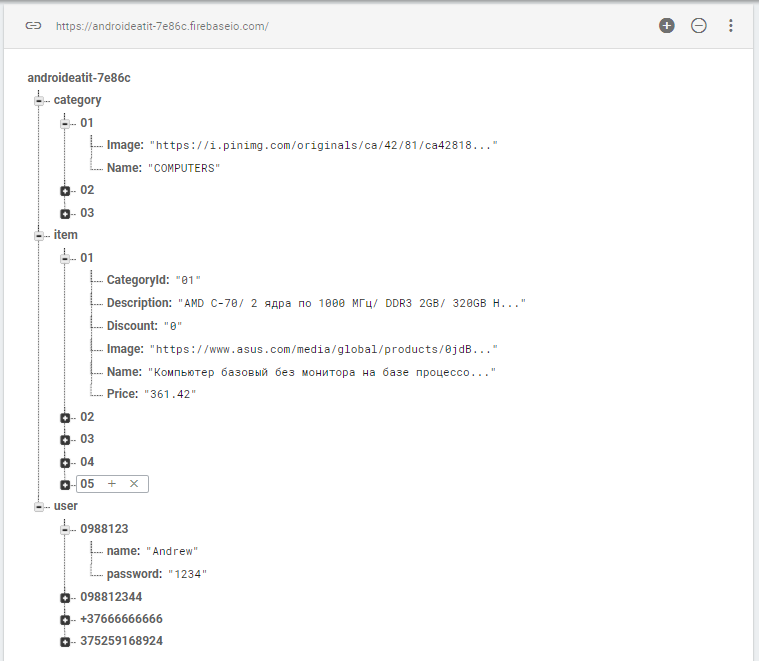 https://androideatit-7e86c.firebaseio.com/
androideatit-7e86c
category
01
Image: "https://i.pinimg.com/originals/ca/42/81/ca42818..."
Name: "COMPUTERS"
02
03
item
01
CategoryId: "01"
Description: "AMD C-70/ 2 ядра по 1000 МГц/ DDR3 2GB/ 320GB H..."
Discount: "0"
Image: "https://www.asus.com/media/global/products/0jdB..."
Name: "Компьютер базовый без монитора на базе процессо..."
Price: "361.42"
02
03
04
05 + ×
user
0988123
name: "Andrew"
password: "1234"
098812344
+37666666666
375259168924